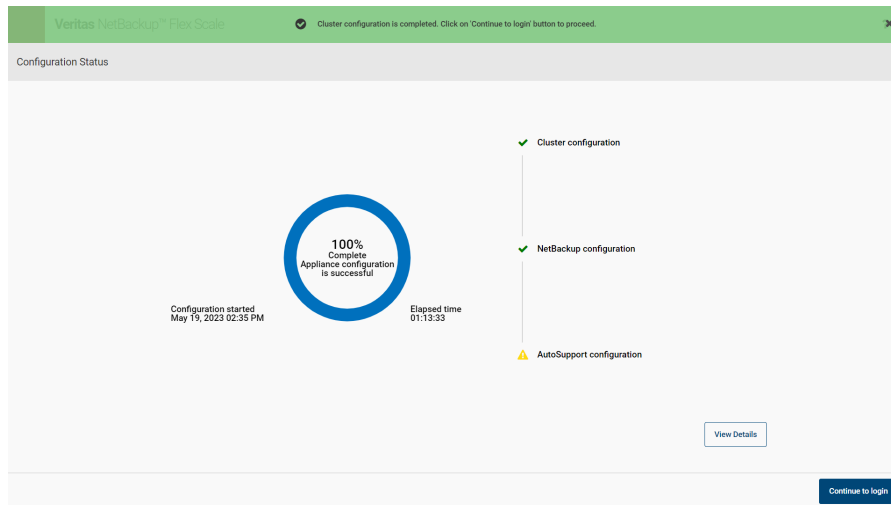 Veritas NetBackup™ Flex Scale
Cluster configuration is completed. Click on 'Continue to login' button to proceed.
Configuration Status
Cluster configuration
100%
Complete
Appliance configuration
is successful
NetBackup configuration
Configuration started
May 19, 2023 02:35 PM
Elapsed time
01:13:33
AutoSupport configuration
View Details
Continue to login